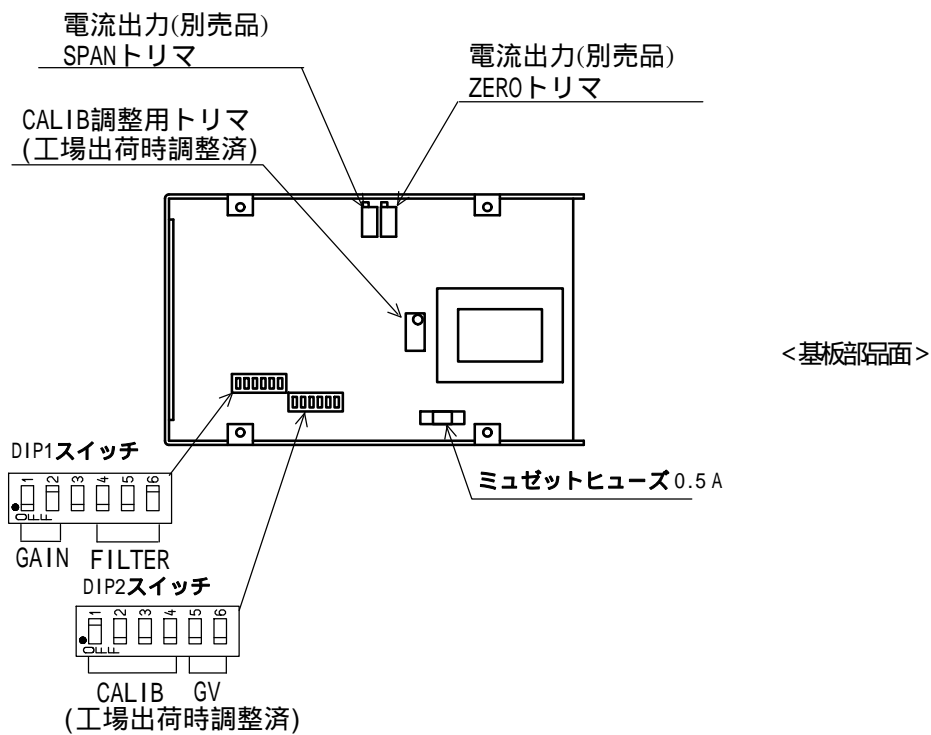 電流出力(別売品)
SPANトリマ
電流出力(別売品)
ZEROトリマ
CALIB調整用トリマ
(工場出荷時調整済)
<基板部品面>
DIP1スイッチ
1 2 3 4 5 6
OFF
GAIN FILTER
ミュゼットヒューズ0.5A
DIP2スイッチ
1 2 3 4 5 6
OFF
CALIB GV
(工場出荷時調整済)